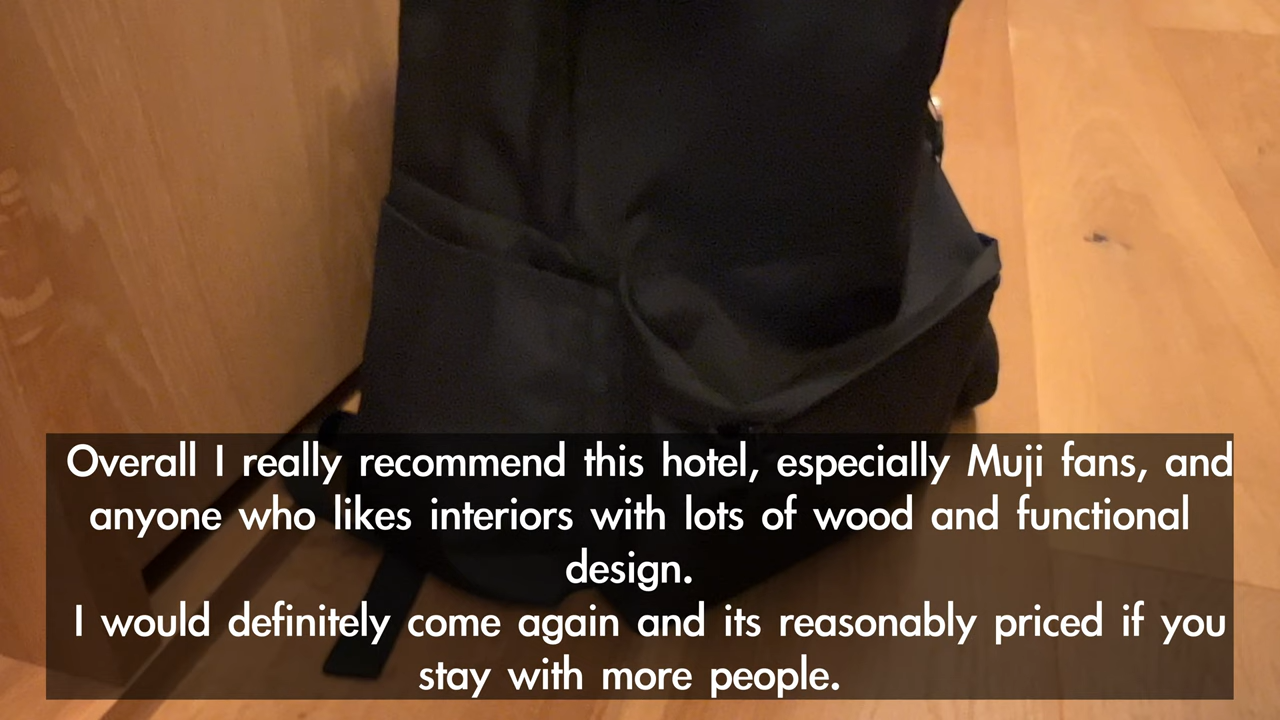 Overall I really recommend this hotel, especially Muji fans, and
anyone who likes interiors with lots of wood and functional
design.
I would definitely come again and its reasonably priced if you
stay with more people.